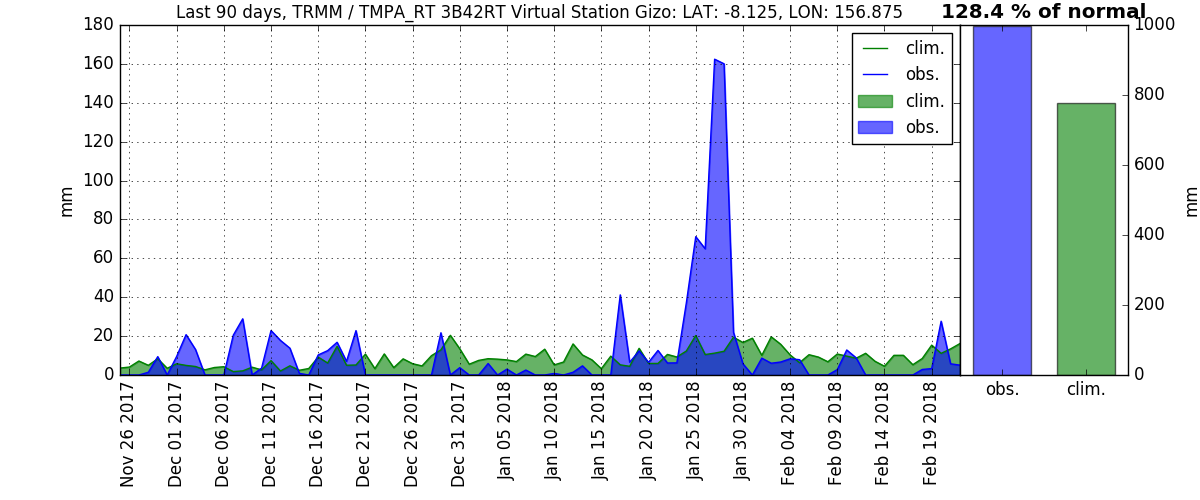 Last 90 days, TRMM / TMPA_RT 3B42RT Virtual Station Gizo: LAT: -8.125, LON: 156.875
128.4 % of normal
180
160
140
120
100
80
60
40
20
0
mm
clim.
obs.
clim.
obs.
1000
800
600
400
200
0
mm
obs.
clim.
Nov 26 2017
Dec 01 2017
Dec 06 2017
Dec 11 2017
Dec 16 2017
Dec 21 2017
Dec 26 2017
Dec 31 2017
Jan 05 2018
Jan 10 2018
Jan 15 2018
Jan 20 2018
Jan 25 2018
Jan 30 2018
Feb 04 2018
Feb 09 2018
Feb 14 2018
Feb 19 2018